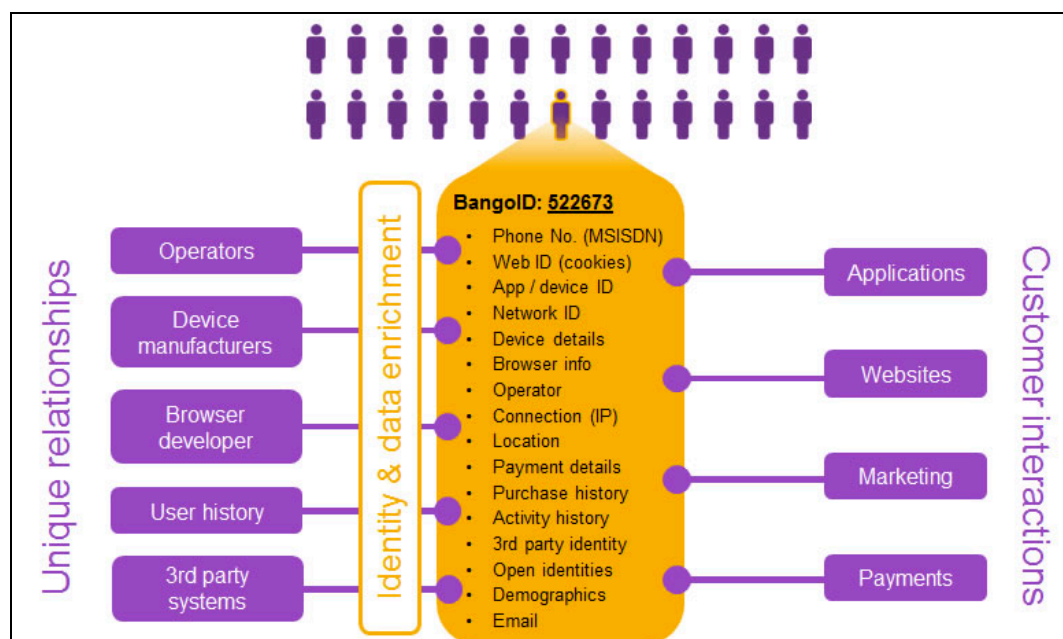 Unique relationships
Operators
Device
manufacturers
Browser
developer
User history
3rd party
systems
Identity & data enrichment
BangoID: 522673
• Phone No. (MSISDN)
• Web ID (cookies)
• App / device ID
• Network ID
• Device details
• Browser info
• Operator
• Connection (IP)
• Location
• Payment details
• Purchase history
• Activity history
• 3rd party identity
• Open identities
• Demographics
• Email
Applications
Websites
Marketing
Payments
Customer interactions